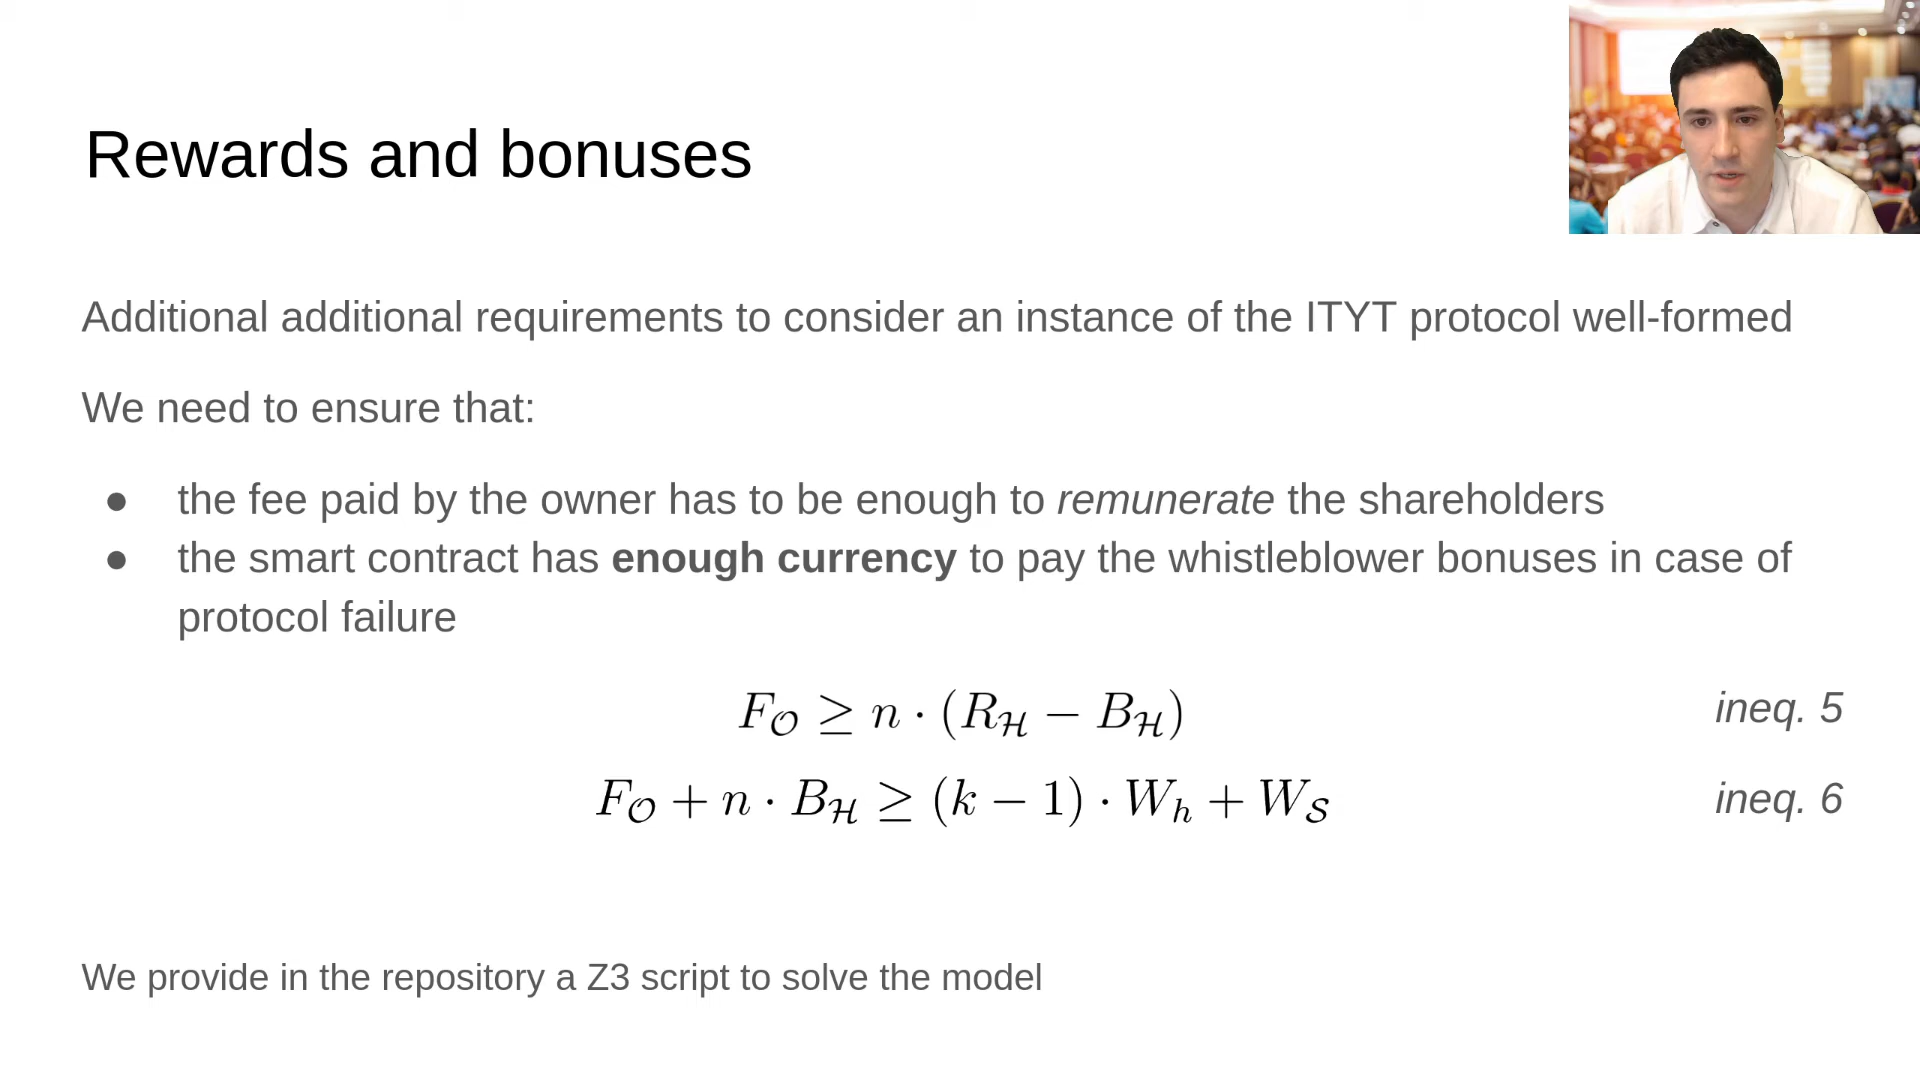 Rewards and bonuses
Additional additional requirements to consider an instance of the ITYT protocol well-formed
We need to ensure that:
● the fee paid by the owner has to be enough to remunerate the shareholders
● the smart contract has enough currency to pay the whistleblower bonuses in case of
protocol failure
F_𝒪 ≥ n · (R_ℋ − B_ℋ) ineq. 5
F_𝒪 + n · B_ℋ ≥ (k − 1) · W_h + W_𝒮 ineq. 6
We provide in the repository a Z3 script to solve the model